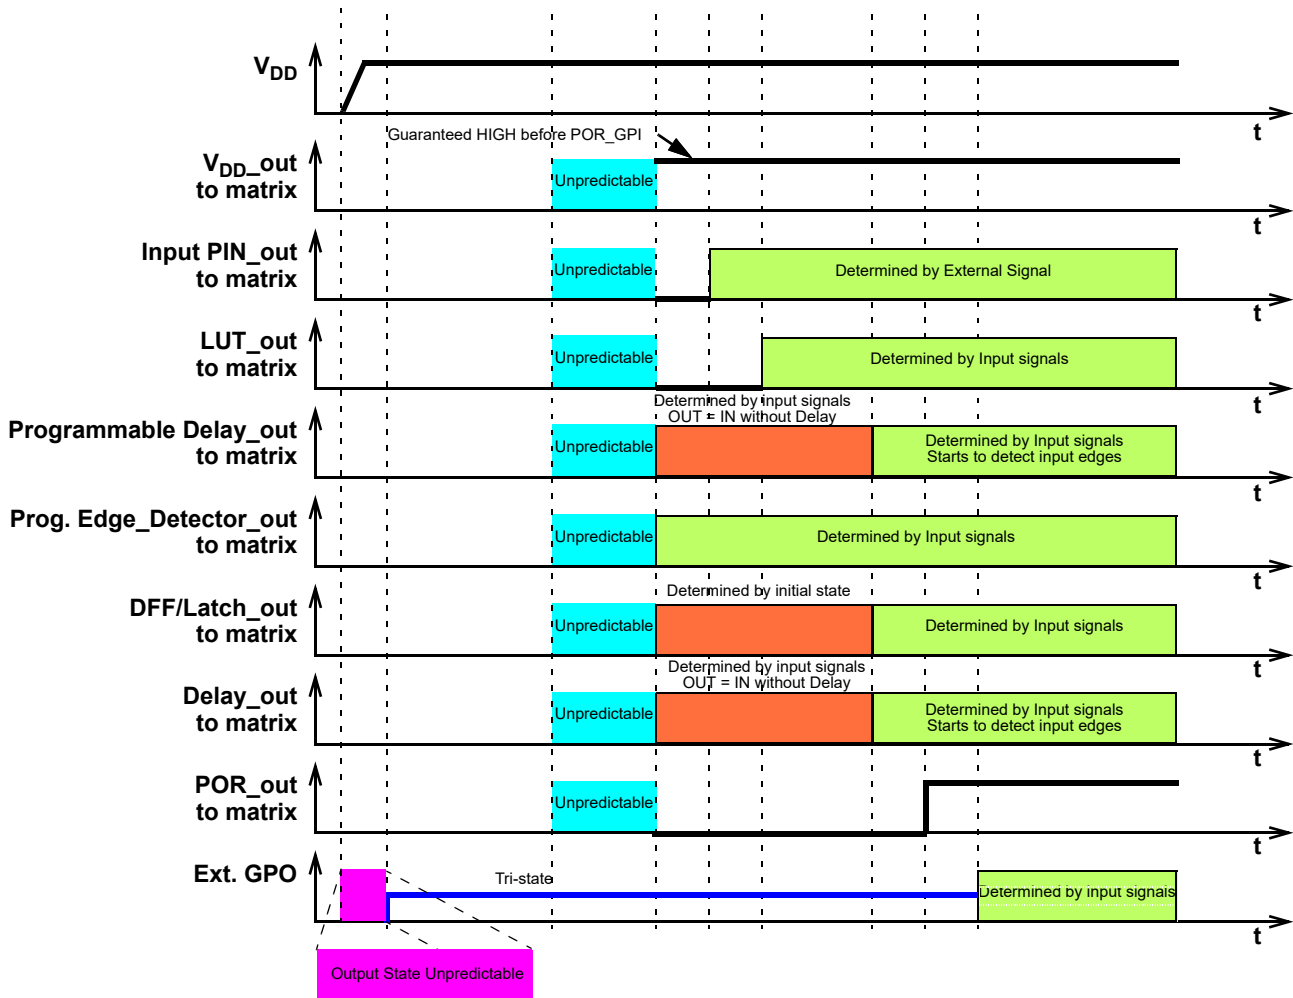 VDD
t
Guaranteed HIGH before POR_GPI
VDD_out
to matrix
Unpredictable
t
Input PIN_out
to matrix
Unpredictable
Determined by External Signal
t
LUT_out
to matrix
Unpredictable
Determined by Input signals
t
Determined by input signals
OUT = IN without Delay
Programmable Delay_out
to matrix
Unpredictable
Determined by Input signals
Starts to detect input edges
t
Prog. Edge_Detector_out
to matrix
Unpredictable
Determined by Input signals
t
Determined by initial state
DFF/Latch_out
to matrix
Unpredictable
Determined by Input signals
t
Determined by input signals
OUT = IN without Delay
Delay_out
to matrix
Unpredictable
Determined by Input signals
Starts to detect input edges
t
POR_out
to matrix
Unpredictable
t
Ext. GPO
Tri-state
Determined by input signals
t
Output State Unpredictable